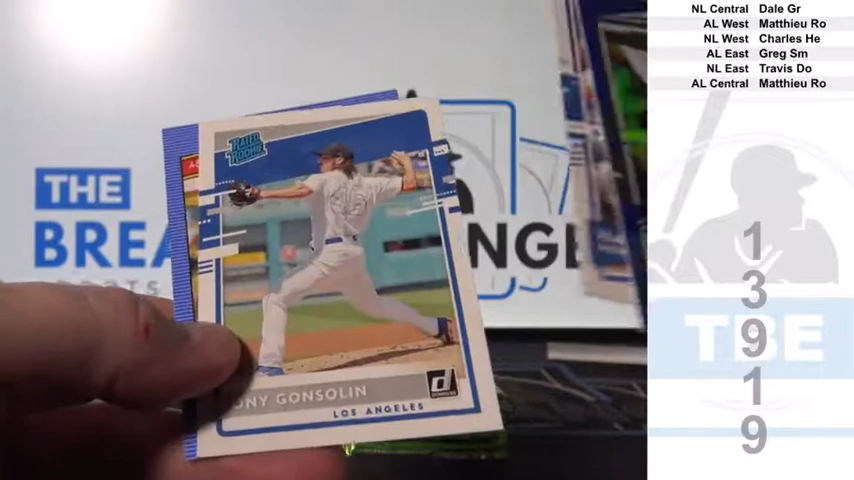 NL Central Dale Gr
AL West Matthieu Ro
NL West Charles He
AL East Greg Sm
NL East Travis Do
AL Central Matthieu Ro
RATED ROOKIE
THE
BREA
NGE
ONY GONSOLIN
LOS ANGELES
d
TBE
1
3
9
1
9